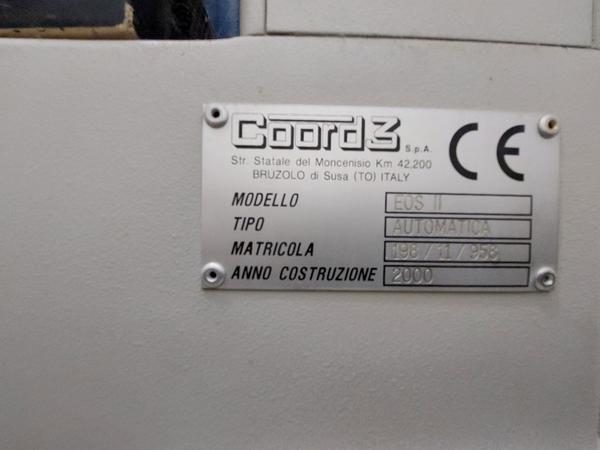 Coord3 S.p.A.
CE
Str. Statale del Moncenisio Km 42,200
BRUZOLO di Susa (TO) ITALY
MODELLO EOS II
TIPO AUTOMATICA
MATRICOLA 196/11/958
ANNO COSTRUZIONE 2000